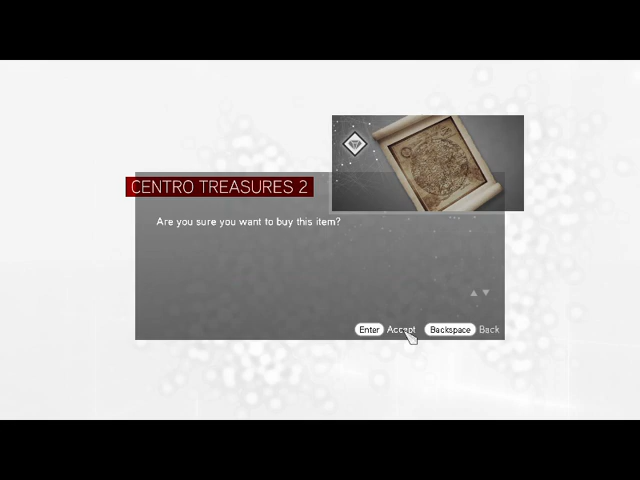 CENTRO TREASURES 2
Are you sure you want to buy this item?
Enter Accept Backspace Back